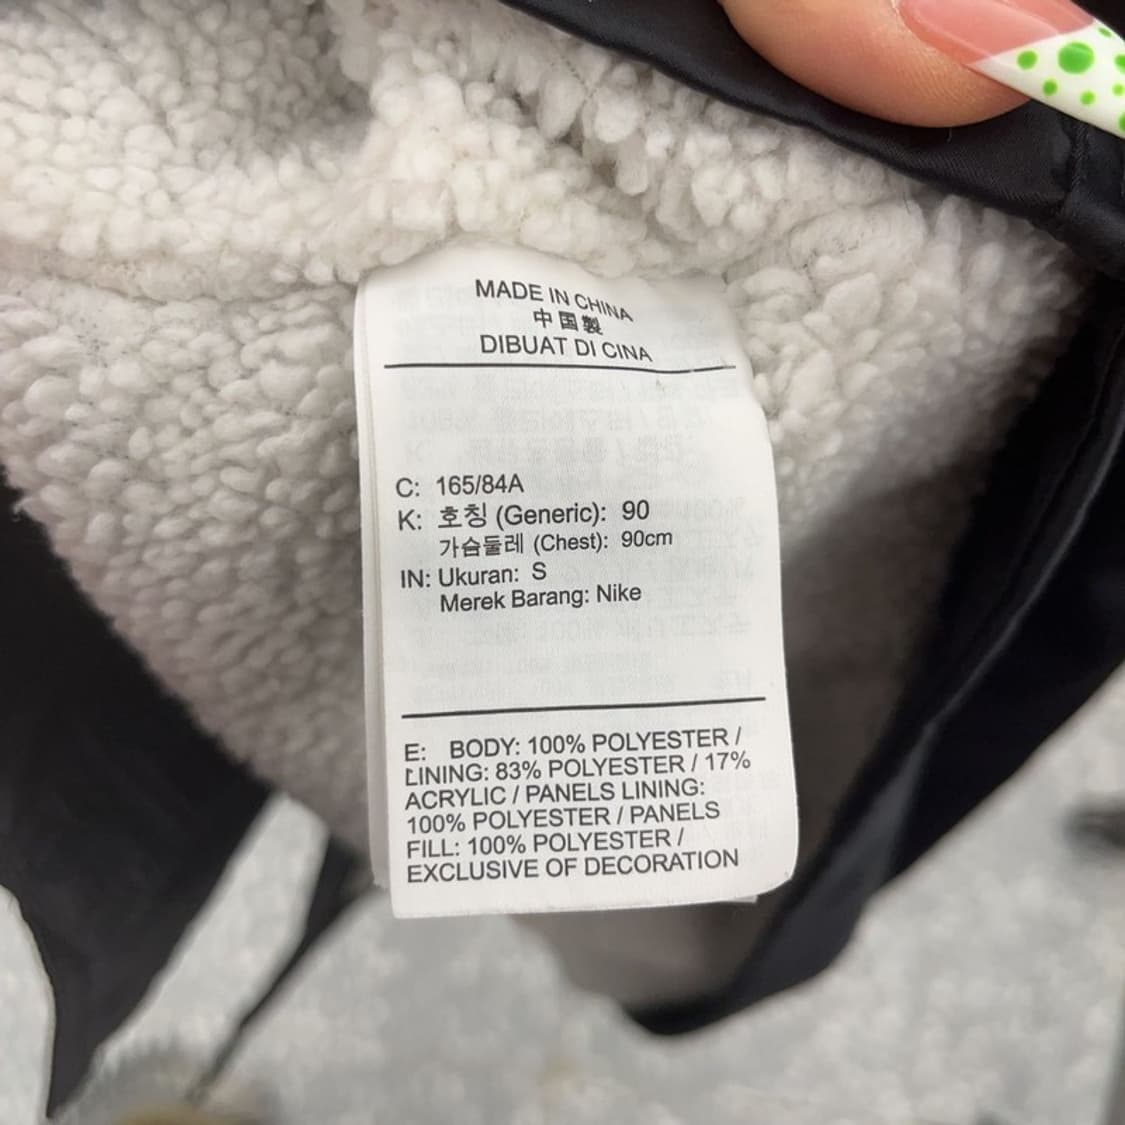 MADE IN CHINA
中国製
DIBUAT DI CINA
C: 165/84A
K: 호칭 (Generic): 90
가슴둘레 (Chest): 90cm
IN: Ukuran: S
Merek Barang: Nike
E: BODY: 100% POLYESTER /
LINING: 83% POLYESTER / 17%
ACRYLIC / PANELS LINING:
100% POLYESTER / PANELS
FILL: 100% POLYESTER /
EXCLUSIVE OF DECORATION